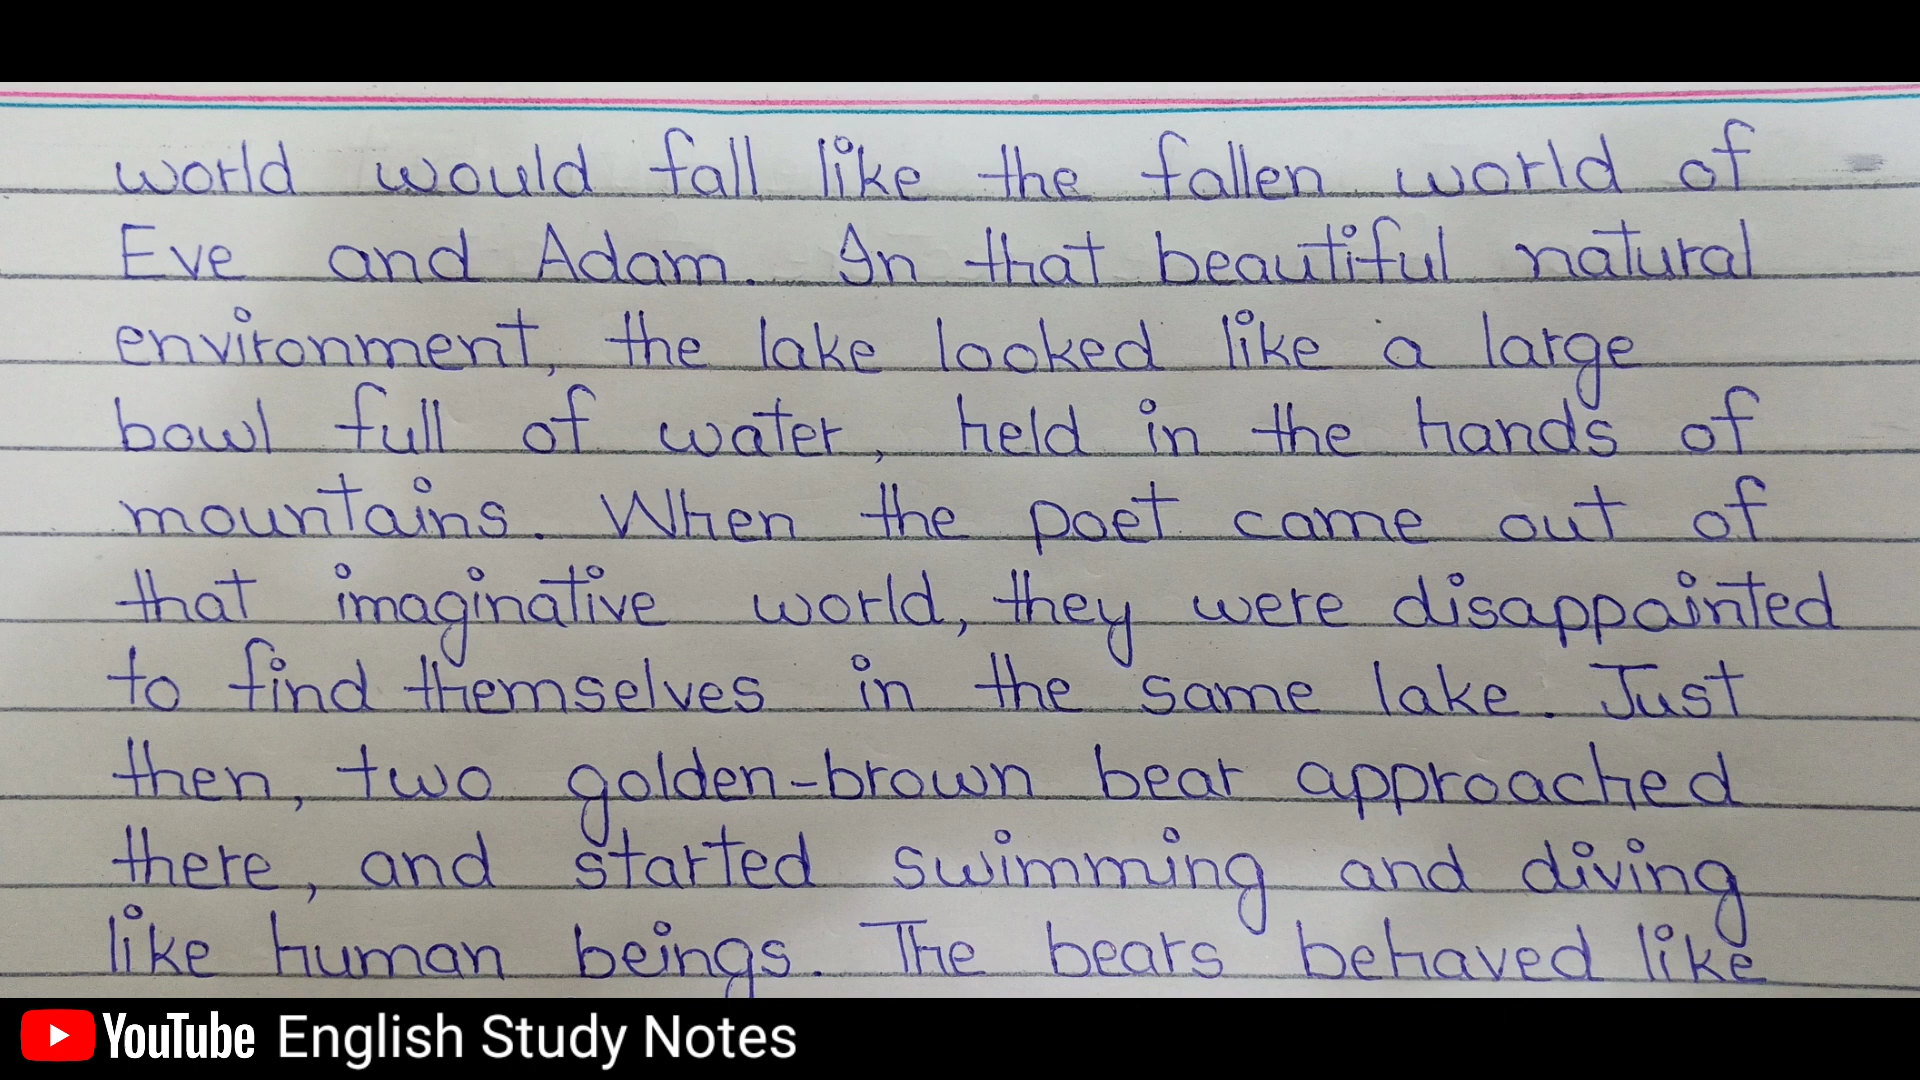 world would fall like the fallen world of
Eve and Adam. In that beautiful natural
environment, the lake looked like a large
bowl full of water, held in the hands of
mountains. When the poet came out of
that imaginative world, they were disappointed
to find themselves in the same lake. Just
then, two golden-brown bear approached
there, and started swimming and diving
like human beings. The bears behaved like
YouTube English Study Notes